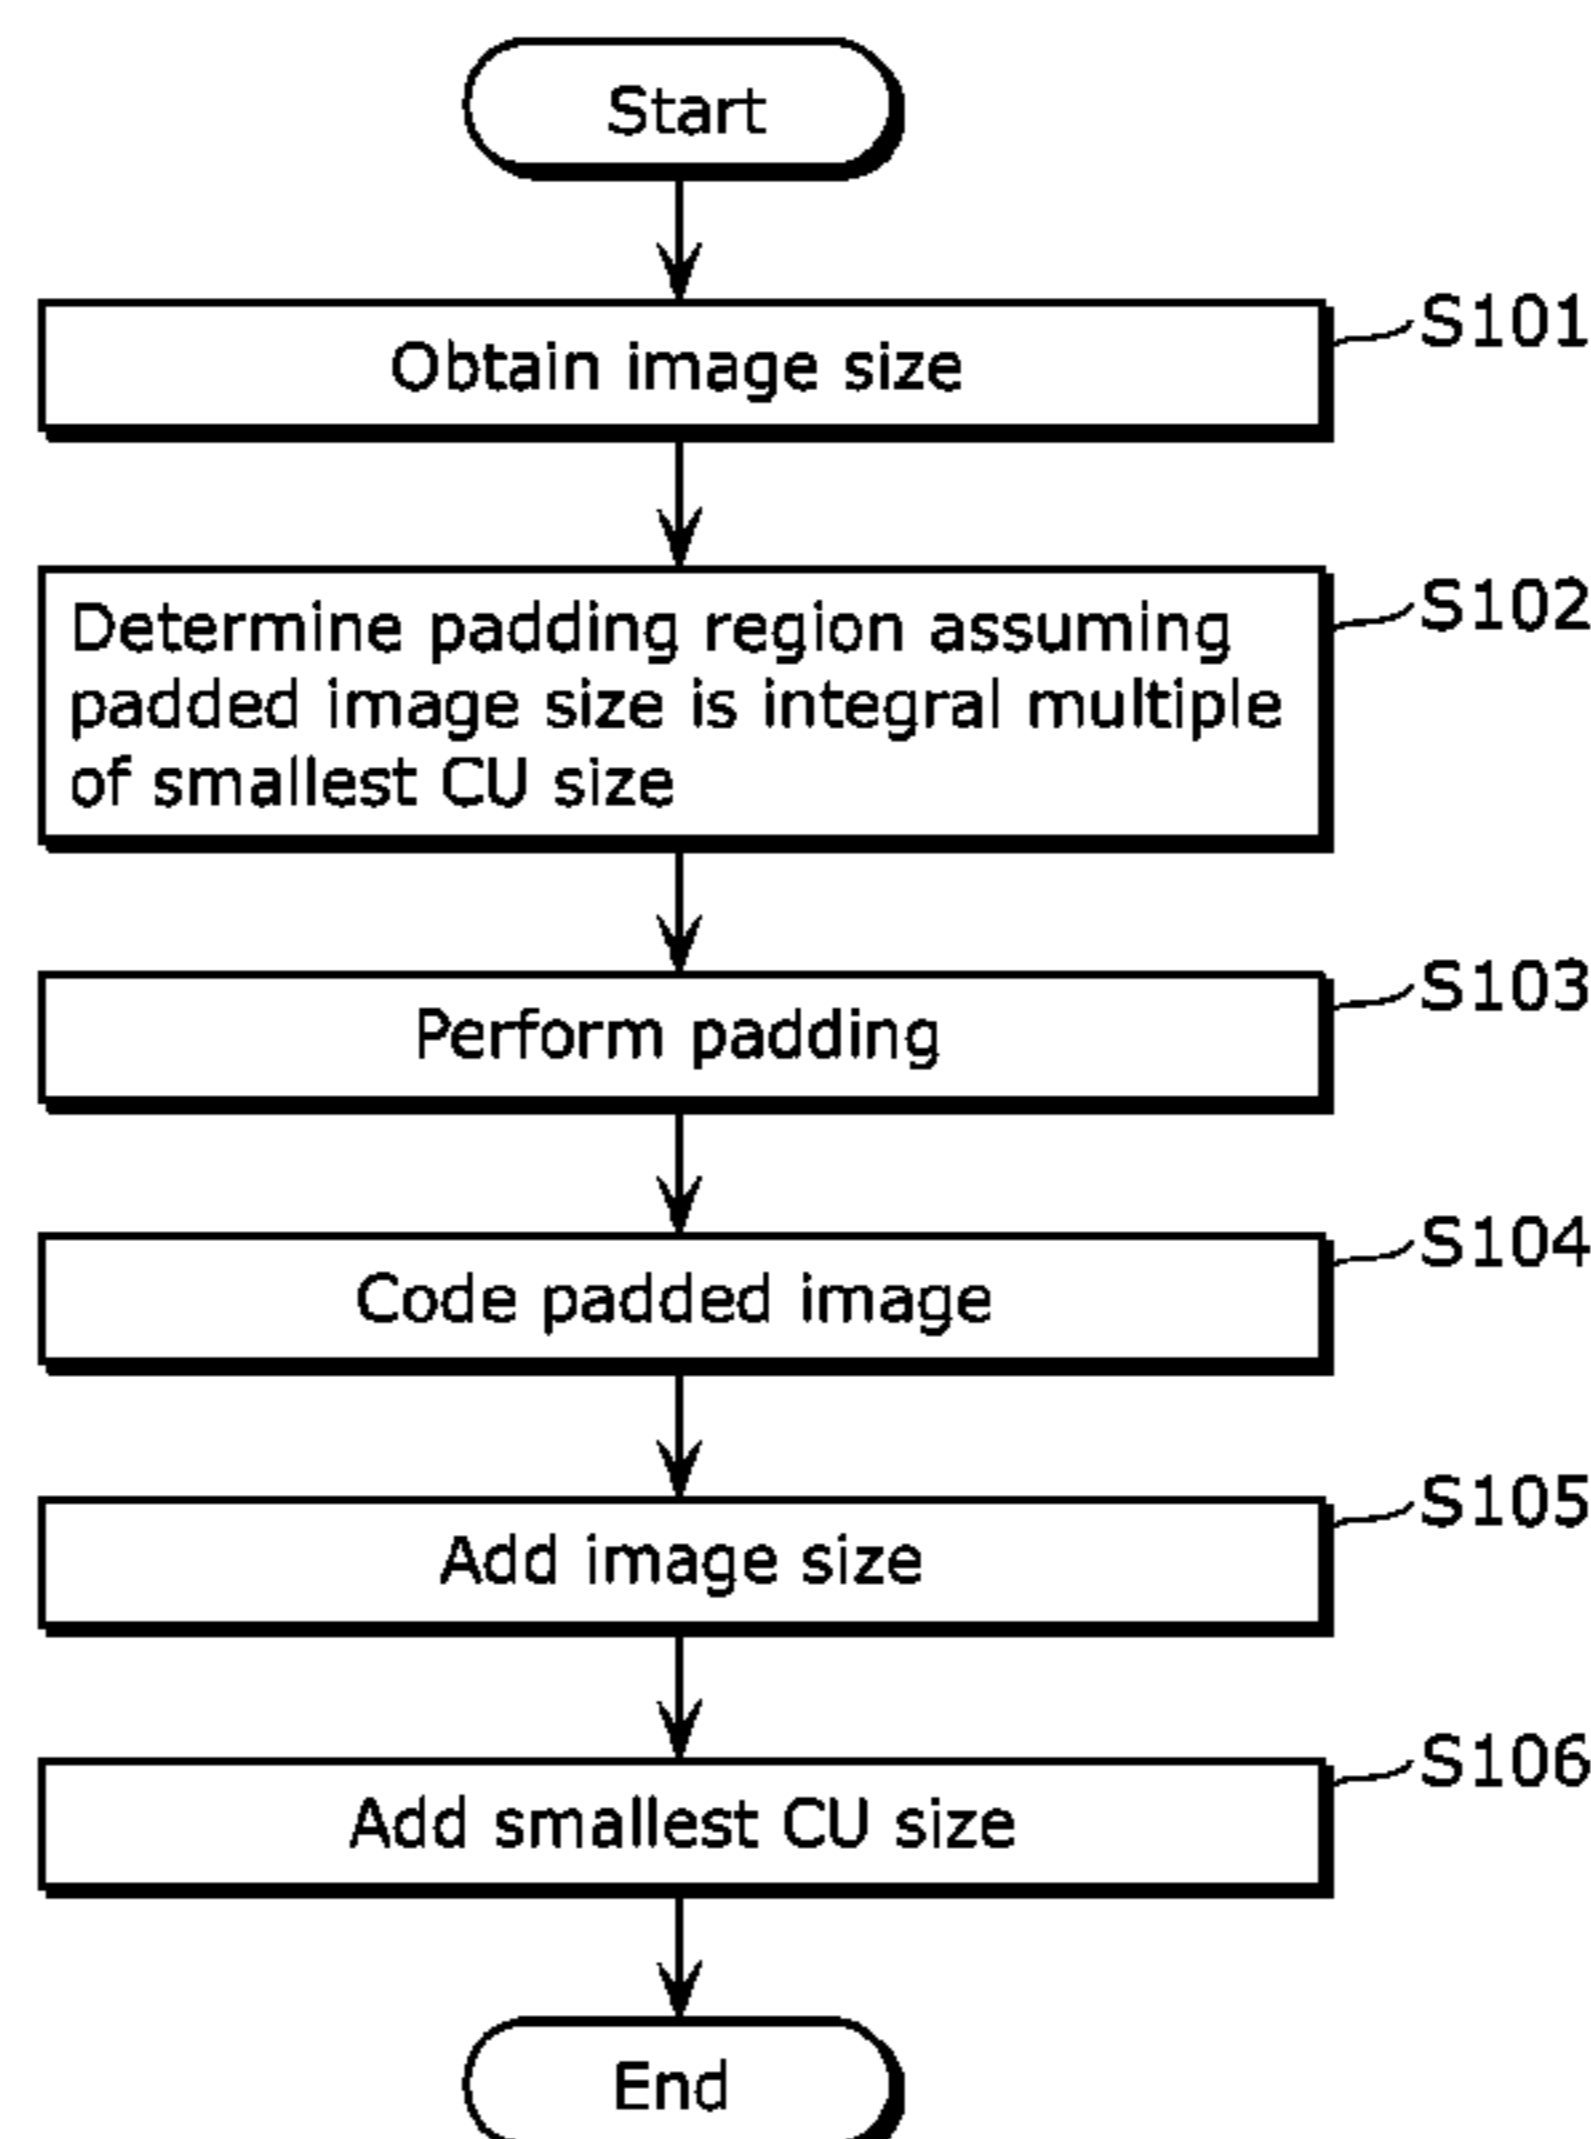 Start
Obtain image size
S101
Determine padding region assuming
padded image size is integral multiple
of smallest CU size
S102
Perform padding
S103
Code padded image
S104
Add image size
S105
Add smallest CU size
S106
End